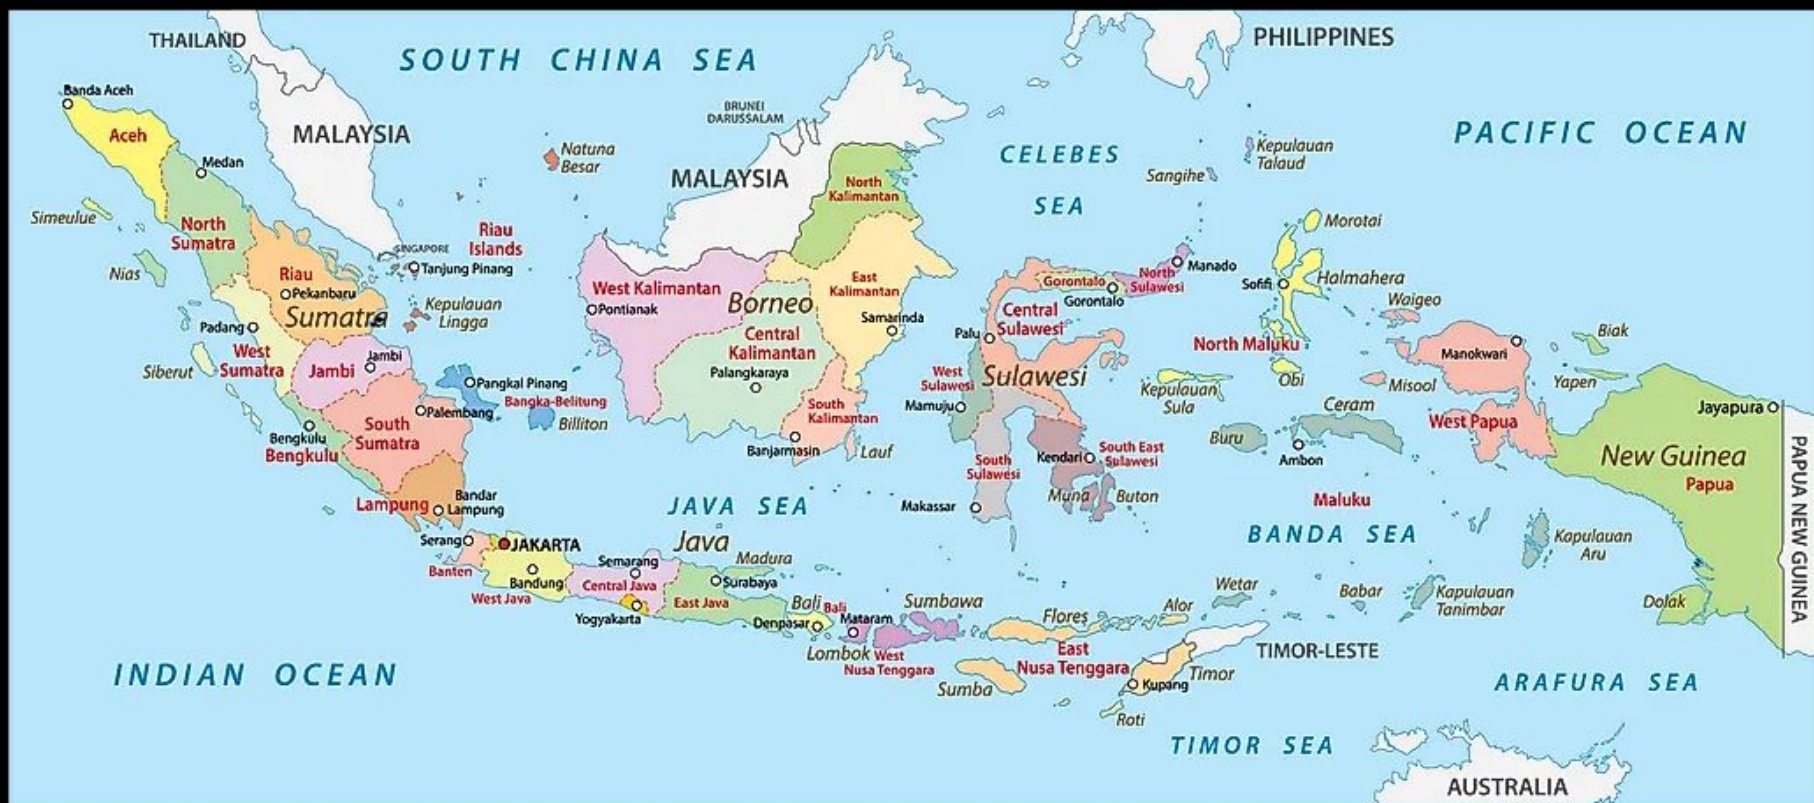 THAILAND
SOUTH CHINA SEA
PHILIPPINES
Banda Aceh
Aceh
MALAYSIA
BRUNEI
DARUSSALAM
PACIFIC OCEAN
Medan
Natuna
Besar
MALAYSIA
CELEBES
SEA
Kepulauan
Talaud
Sangihe
North
Kalimantan
Simeulue
North
Sumatra
Riau
Islands
Morotai
SINGAPORE
Tanjung Pinang
Nias
Riau
Pekanbaru
Sumatra
Kepulauan
Lingga
West Kalimantan
Pontianak
Borneo
East
Kalimantan
Samarinda
Central
Kalimantan
Palangkaraya
Gorontalo
Gorontalo
North
Sulawesi
Manado
Sofifi
Halmahera
Waigeo
Central
Sulawesi
Palu
North Maluku
Biak
Manokwari
Padang
West
Sumatra
Siberut
Jambi
Jambi
Pangkal Pinang
Bangka-Belitung
Billiton
Palembang
South
Sumatra
Bengkulu
Bengkulu
South
Kalimantan
Banjarmasin
Lauf
West
Sulawesi
Mamuju
Sulawesi
Kepulauan
Sula
Obi
Misool
Yapen
Ceram
West Papua
Jayapura
Buru
Ambon
New Guinea
Papua
PAPUA NEW GUINEA
South
Sulawesi
Kendari
South East
Sulawesi
Muna
Buton
Makassar
Maluku
Lampung
Bandar
Lampung
JAVA SEA
BANDA SEA
Serang
JAKARTA
Banten
Bandung
West Java
Semarang
Central Java
Yogyakarta
Java
Madura
Surabaya
East Java
Kapulauan
Aru
Bali
Bali
Denpasar
Mataram
Lombok
Sumbawa
West
Nusa Tenggara
Flores
Alor
Wetar
Babar
Kapulauan
Tanimbar
Dolak
East
Nusa Tenggara
Sumba
TIMOR-LESTE
Timor
Kupang
Roti
INDIAN OCEAN
ARAFURA SEA
TIMOR SEA
AUSTRALIA